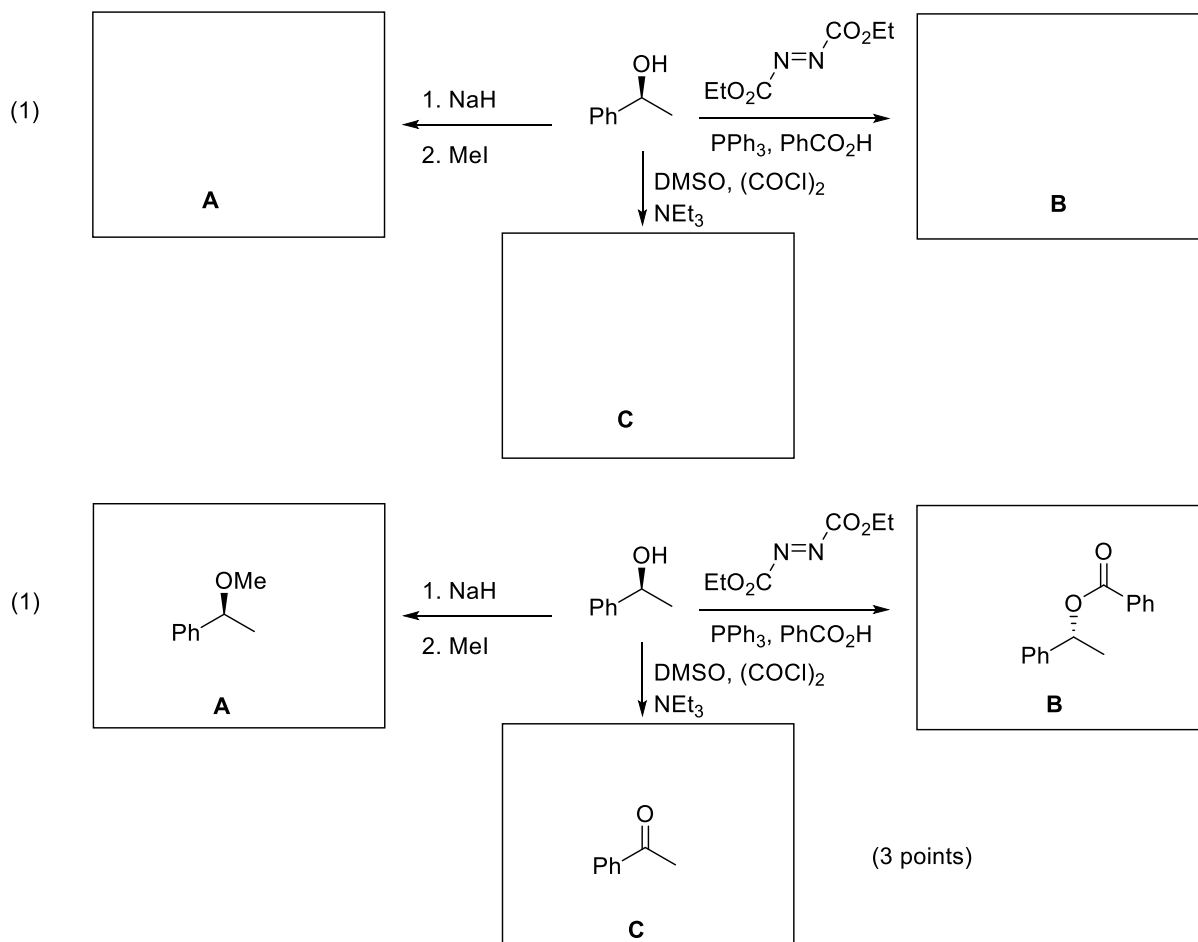 OH
CO₂Et
N=N
EtO₂C
(1)
1. NaH
2. MeI
Ph
PPh₃, PhCO₂H
DMSO, (COCl)₂
NEt₃
A
B
C
OMe
Ph
A
(1)
1. NaH
2. MeI
OH
Ph
CO₂Et
N=N
EtO₂C
PPh₃, PhCO₂H
DMSO, (COCl)₂
NEt₃
O
O
Ph
Ph
B
O
Ph
C
(3 points)